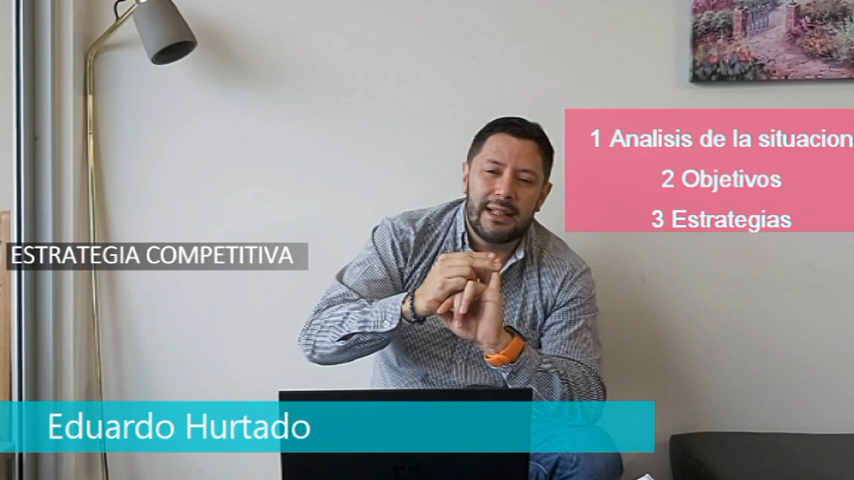 1 Analisis de la situacion
2 Objetivos
3 Estrategias
ESTRATEGIA COMPETITIVA
Eduardo Hurtado